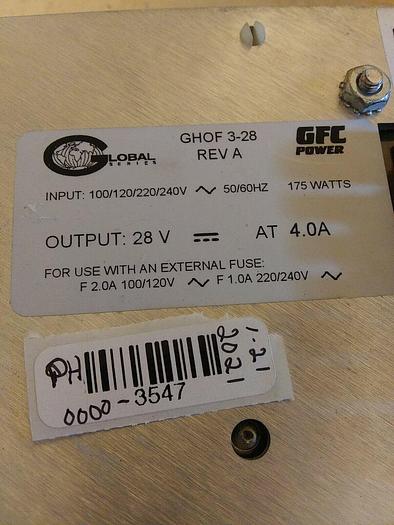 GLOBAL
SERIES
GHOF 3-28
REV A
GFC
POWER
INPUT: 100/120/220/240V 50/60HZ 175 WATTS
OUTPUT: 28 V AT 4.0A
FOR USE WITH AN EXTERNAL FUSE:
F 2.0A 100/120V F 1.0A 220/240V
PH
0000-3547
1-21
2021